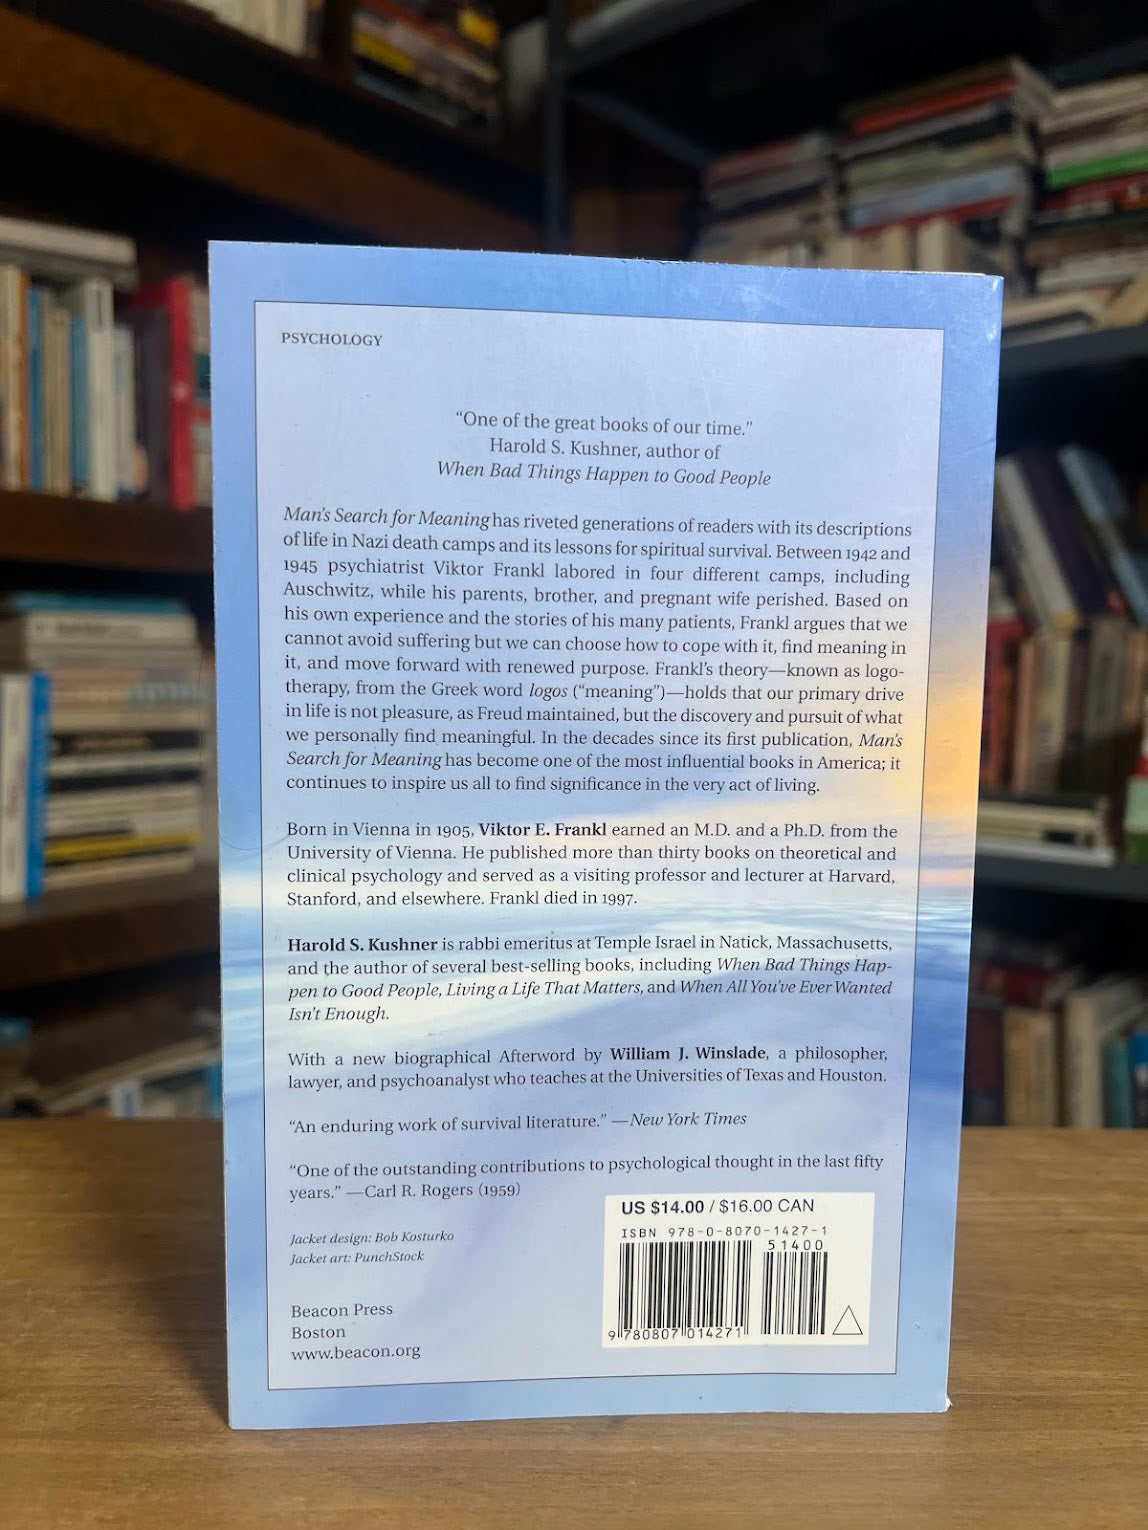 PSYCHOLOGY
“One of the great books of our time.”
Harold S. Kushner, author of
When Bad Things Happen to Good People
Man’s Search for Meaning has riveted generations of readers with its descriptions
of life in Nazi death camps and its lessons for spiritual survival. Between 1942 and
1945 psychiatrist Viktor Frankl labored in four different camps, including
Auschwitz, while his parents, brother, and pregnant wife perished. Based on
his own experience and the stories of his many patients, Frankl argues that we
cannot avoid suffering but we can choose how to cope with it, find meaning in
it, and move forward with renewed purpose. Frankl’s theory—known as logo-
therapy, from the Greek word logos (“meaning”)—holds that our primary drive
in life is not pleasure, as Freud maintained, but the discovery and pursuit of what
we personally find meaningful. In the decades since its first publication, Man’s
Search for Meaning has become one of the most influential books in America; it
continues to inspire us all to find significance in the very act of living.
Born in Vienna in 1905, Viktor E. Frankl earned an M.D. and a Ph.D. from the
University of Vienna. He published more than thirty books on theoretical and
clinical psychology and served as a visiting professor and lecturer at Harvard,
Stanford, and elsewhere. Frankl died in 1997.
Harold S. Kushner is rabbi emeritus at Temple Israel in Natick, Massachusetts,
and the author of several best-selling books, including When Bad Things Hap-
pen to Good People, Living a Life That Matters, and When All You’ve Ever Wanted
Isn’t Enough.
With a new biographical Afterword by William J. Winslade, a philosopher,
lawyer, and psychoanalyst who teaches at the Universities of Texas and Houston.
“An enduring work of survival literature.” —New York Times
“One of the outstanding contributions to psychological thought in the last fifty
years.” —Carl R. Rogers (1959)
Jacket design: Bob Kosturko
Jacket art: PunchStock
Beacon Press
Boston
www.beacon.org
US $14.00 / $16.00 CAN
ISBN 978-0-8070-1427-1
51400
9 780807 014271